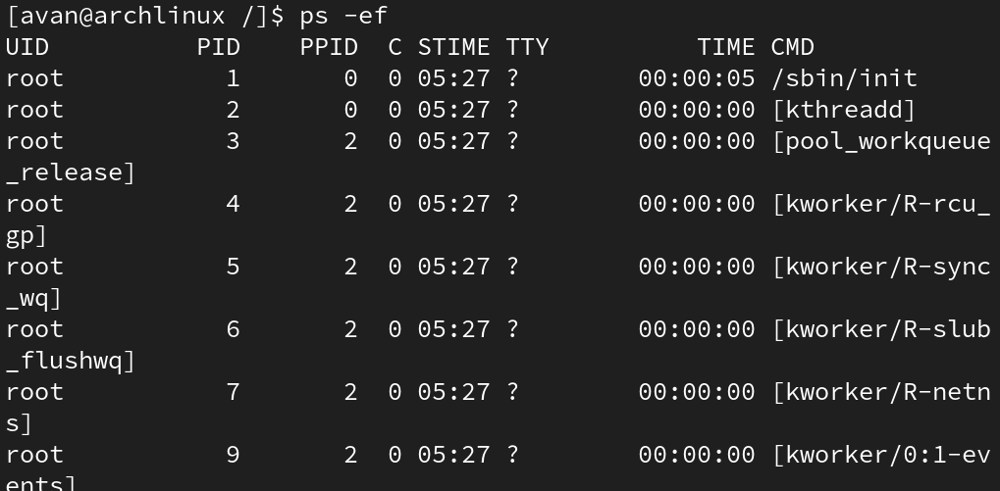 [avan@archlinux /]$ ps -ef
UID          PID    PPID  C STIME TTY          TIME CMD
root           1       0  0 05:27 ?        00:00:05 /sbin/init
root           2       0  0 05:27 ?        00:00:00 [kthreadd]
root           3       2  0 05:27 ?        00:00:00 [pool_workqueue
_release]
root           4       2  0 05:27 ?        00:00:00 [kworker/R-rcu_
gp]
root           5       2  0 05:27 ?        00:00:00 [kworker/R-sync
_wq]
root           6       2  0 05:27 ?        00:00:00 [kworker/R-slub
_flushwq]
root           7       2  0 05:27 ?        00:00:00 [kworker/R-netn
s]
root           9       2  0 05:27 ?        00:00:00 [kworker/0:1-ev
ents]